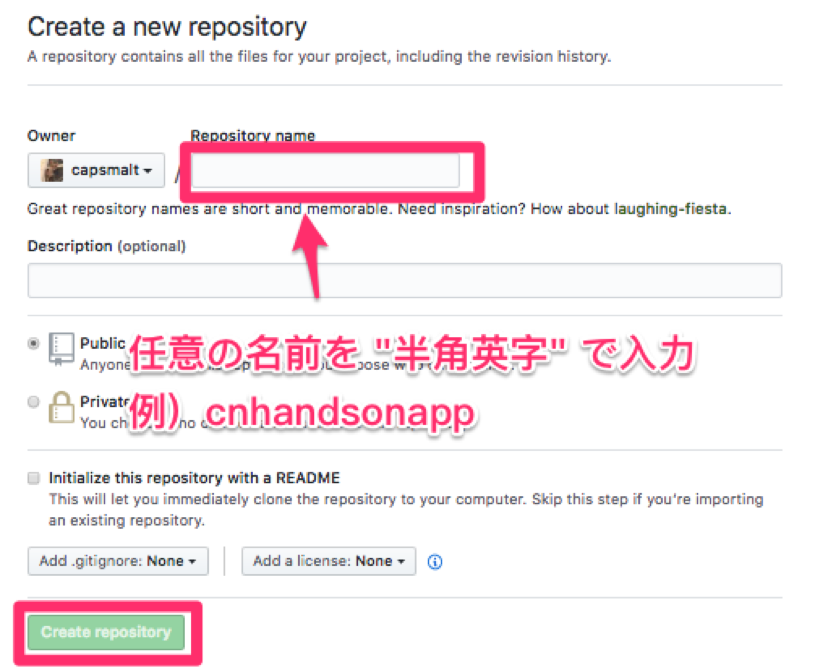 Create a new repository
A repository contains all the files for your project, including the revision history.
Owner
Repository name
capsmalt
/
Great repository names are short and memorable. Need inspiration? How about laughing-fiesta.
Description (optional)
Public
任意の名前を "半角英字" で入力
Anyone
Private
例）cnhandsonapp
You
Initialize this repository with a README
This will let you immediately clone the repository to your computer. Skip this step if you’re importing
an existing repository.
Add .gitignore: None
Add a license: None
Create repository